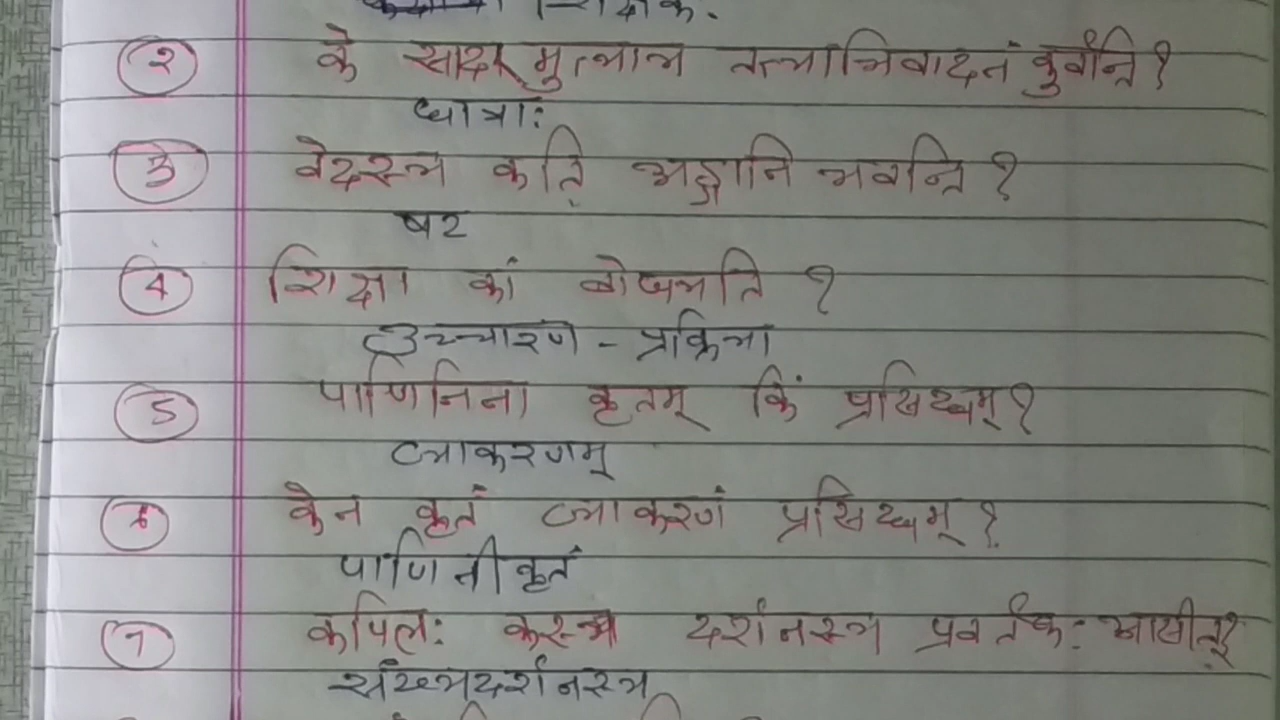 २ के सादरमुत्थाय तस्याभिवादनं कुर्वन्ति ?
छात्राः
3 वेदस्य कति अङ्गानि भवन्ति ?
षट
4 शिक्षा कां बोधयति ?
उच्चारण - प्रक्रिया
5 पाणिनिना कृतम् किं प्रसिध्धम् ?
व्याकरणम्
6 केन कृतं व्याकरणं प्रसिध्धम् ?
पाणिनीकृतं
7 कपिलः कस्य दर्शनस्य प्रवर्तकः आसीत् ?
संख्यदर्शनस्य